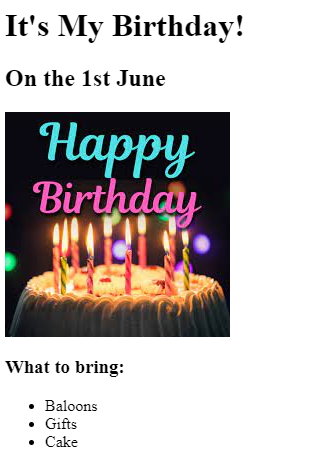 It's My Birthday!
On the 1st June
Happy
Birthday
What to bring:
Baloons
Gifts
Cake